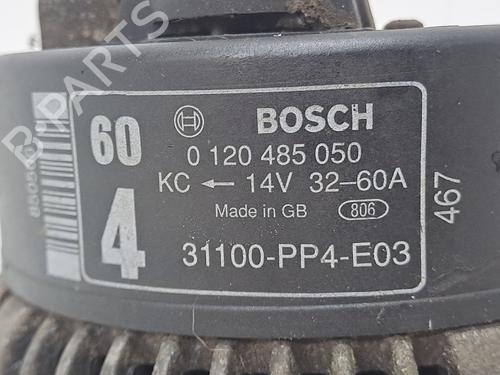 B-PARTS
60
4
BOSCH
0 120 485 050
KC ← 14V 32–60A
Made in GB 806
31100-PP4-E03
467